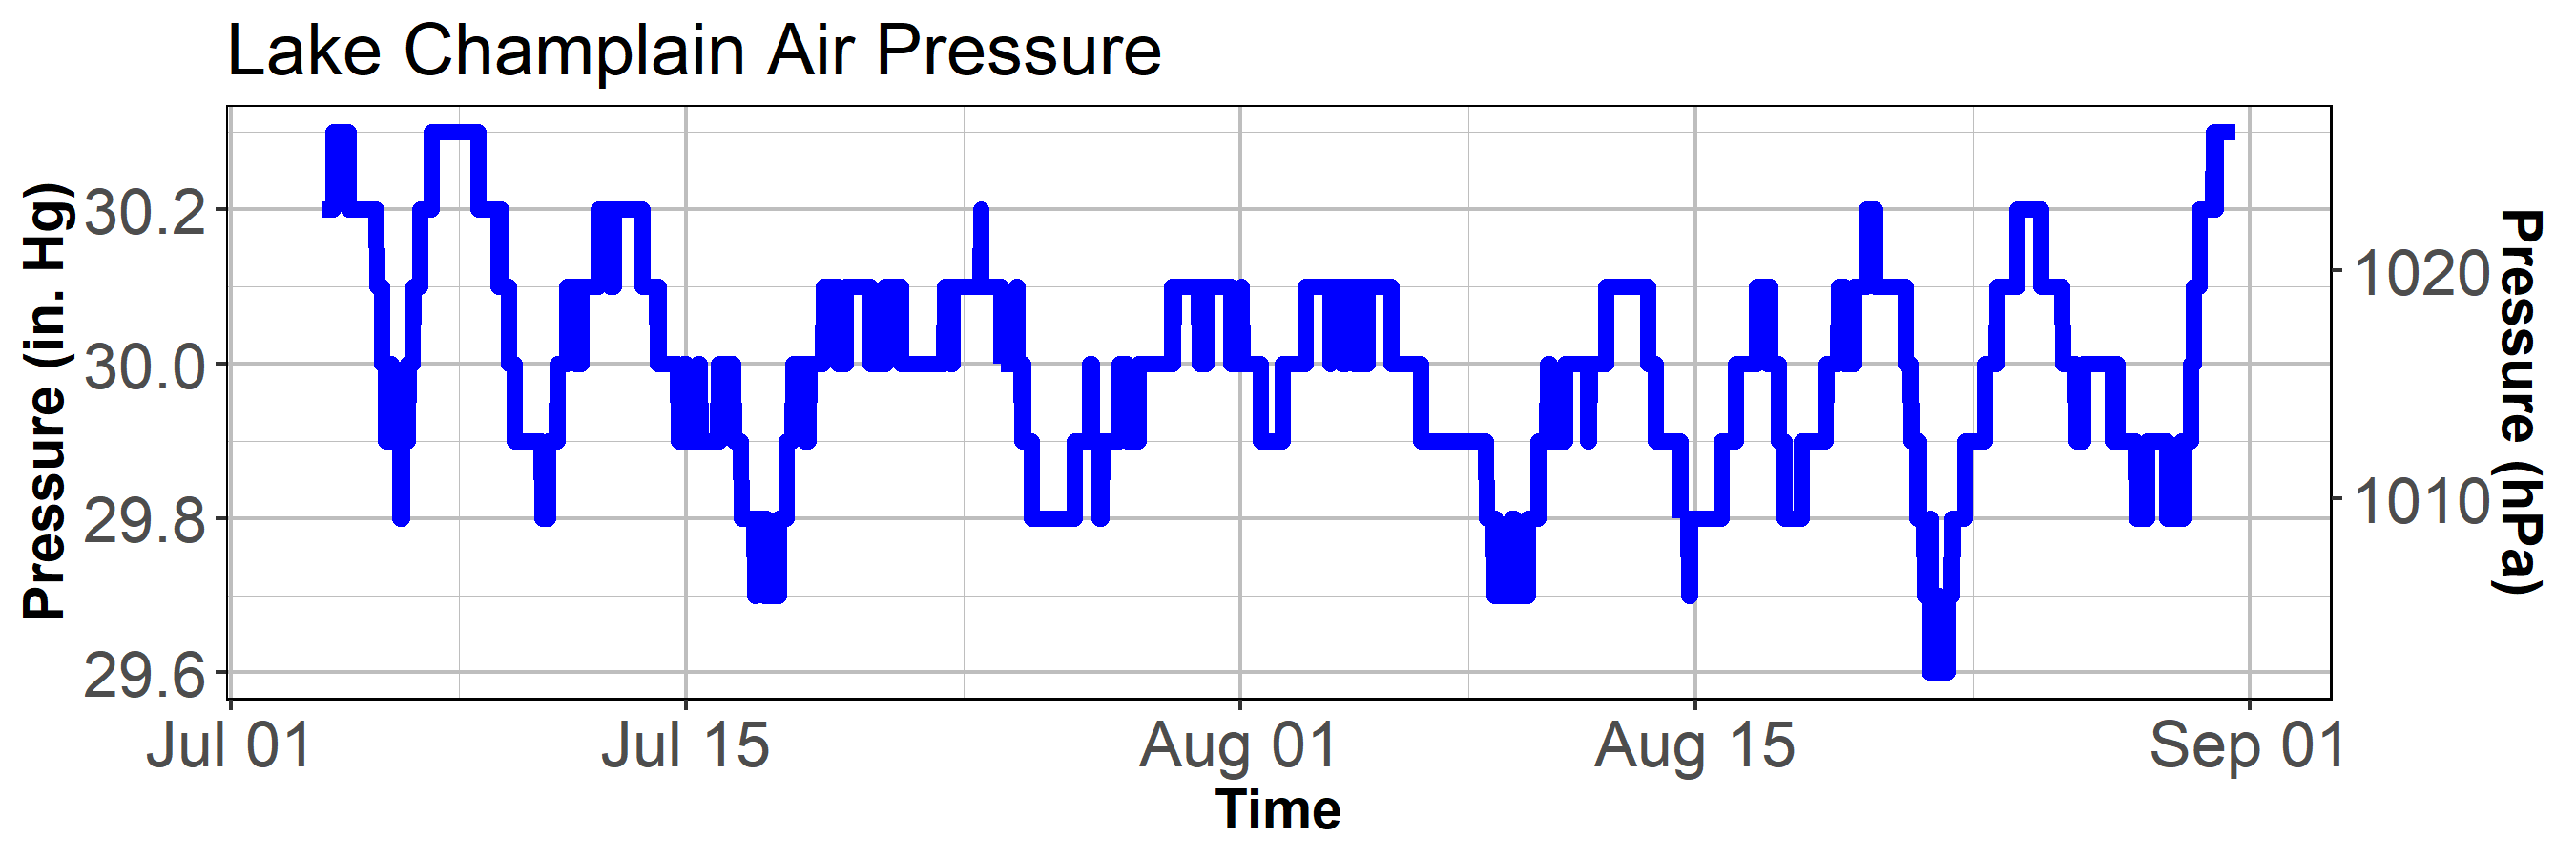 Lake Champlain Air Pressure
Pressure (in. Hg)
30.2
30.0
29.8
29.6
1020
1010
Pressure (hPa)
Jul 01 Jul 15 Aug 01 Aug 15 Sep 01
Time